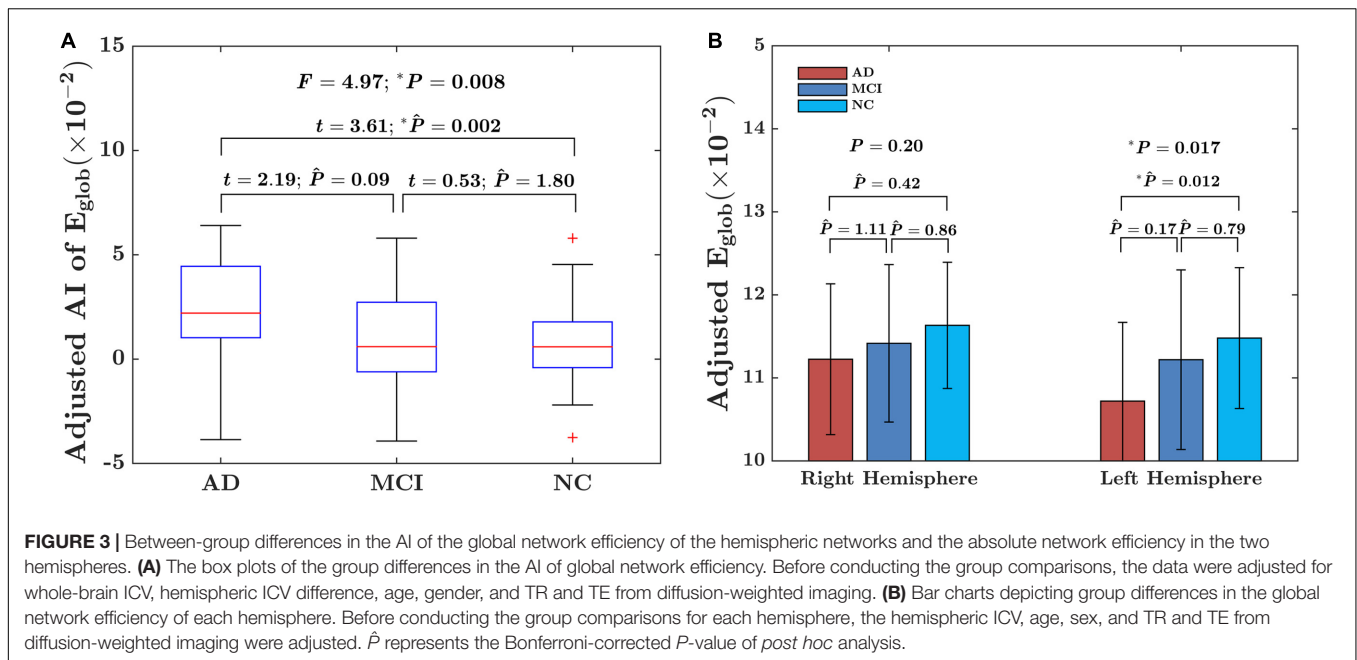 A
15
10
5
0
-5
Adjusted AI of E_glob(×10⁻²)
F = 4.97; *P = 0.008
t = 3.61; *P̂ = 0.002
t = 2.19; P̂ = 0.09
t = 0.53; P̂ = 1.80
AD
MCI
NC
B
5
14
13
12
11
10
Adjusted E_glob(×10⁻²)
AD
MCI
NC
P = 0.20
P̂ = 0.42
P̂ = 1.11
P̂ = 0.86
*P = 0.017
*P̂ = 0.012
P̂ = 0.17
P̂ = 0.79
Right Hemisphere
Left Hemisphere
FIGURE 3 | Between-group differences in the AI of the global network efficiency of the hemispheric networks and the absolute network efficiency in the two
hemispheres. (A) The box plots of the group differences in the AI of global network efficiency. Before conducting the group comparisons, the data were adjusted for
whole-brain ICV, hemispheric ICV difference, age, gender, and TR and TE from diffusion-weighted imaging. (B) Bar charts depicting group differences in the global
network efficiency of each hemisphere. Before conducting the group comparisons for each hemisphere, the hemispheric ICV, age, sex, and TR and TE from
diffusion-weighted imaging were adjusted. P̂ represents the Bonferroni-corrected P-value of post hoc analysis.